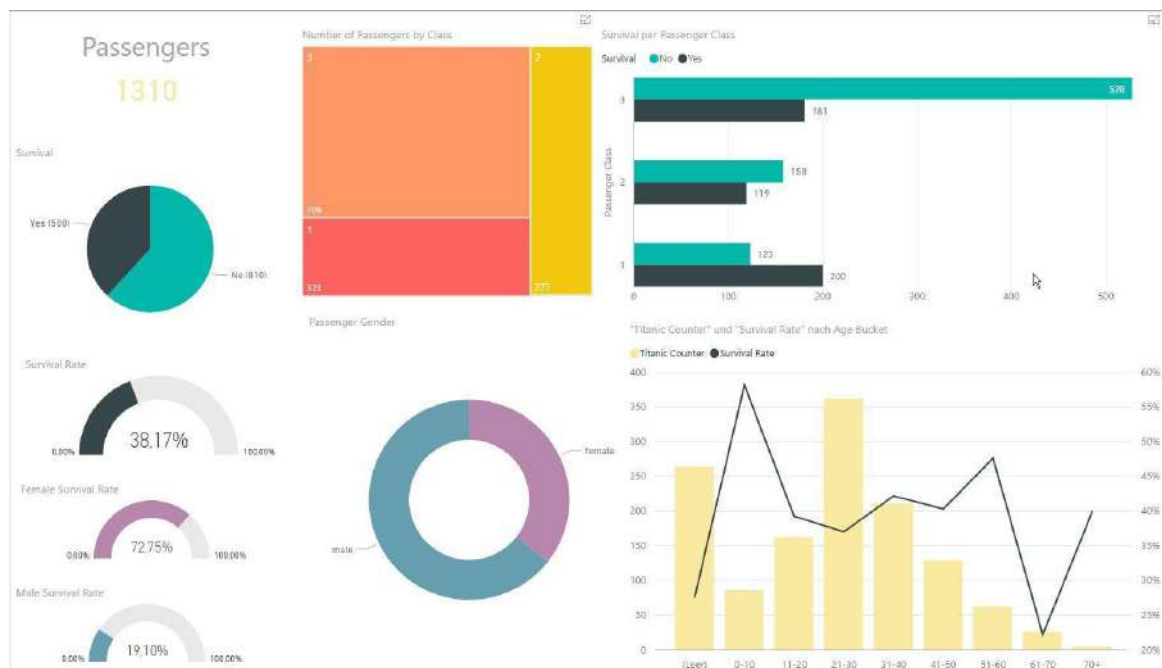 Passengers
1310
Survival
Yes (500)
No (810)
Survival Rate
38,17%
0,00%
100,00%
Female Survival Rate
72,75%
0,00%
100,00%
Male Survival Rate
19,10%
0,00%
100,00%
Number of Passengers by Class
3
2
709
1
323
277
Passenger Gender
female
male
Survival per Passenger Class
Survival No Yes
Passenger Class
3
528
181
2
158
119
1
123
200
0 100 200 300 400 500
"Titanic Counter" und "Survival Rate" nach Age Bucket
Titanic Counter Survival Rate
400 60%
350 55%
300 50%
250 45%
200 40%
150 35%
100 30%
50 25%
0 20%
(Leer) 0-10 11-20 21-30 31-40 41-50 51-60 61-70 70+